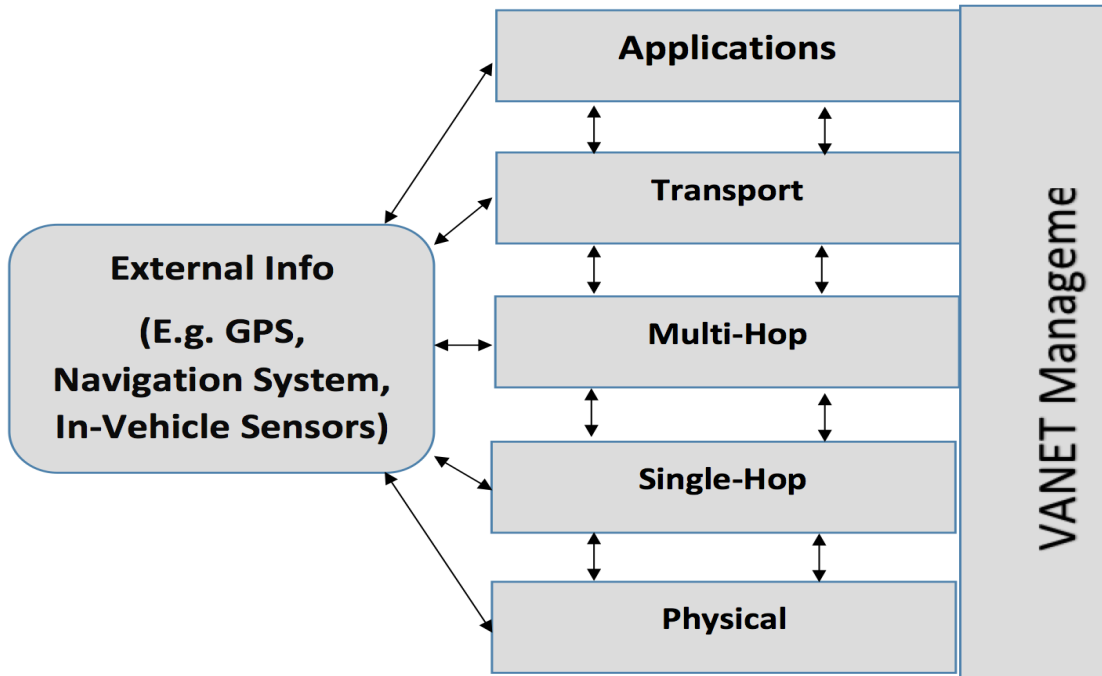 Applications
Transport
External Info
(E.g. GPS,
Navigation System,
In-Vehicle Sensors)
Multi-Hop
Single-Hop
Physical
VANET Manageme